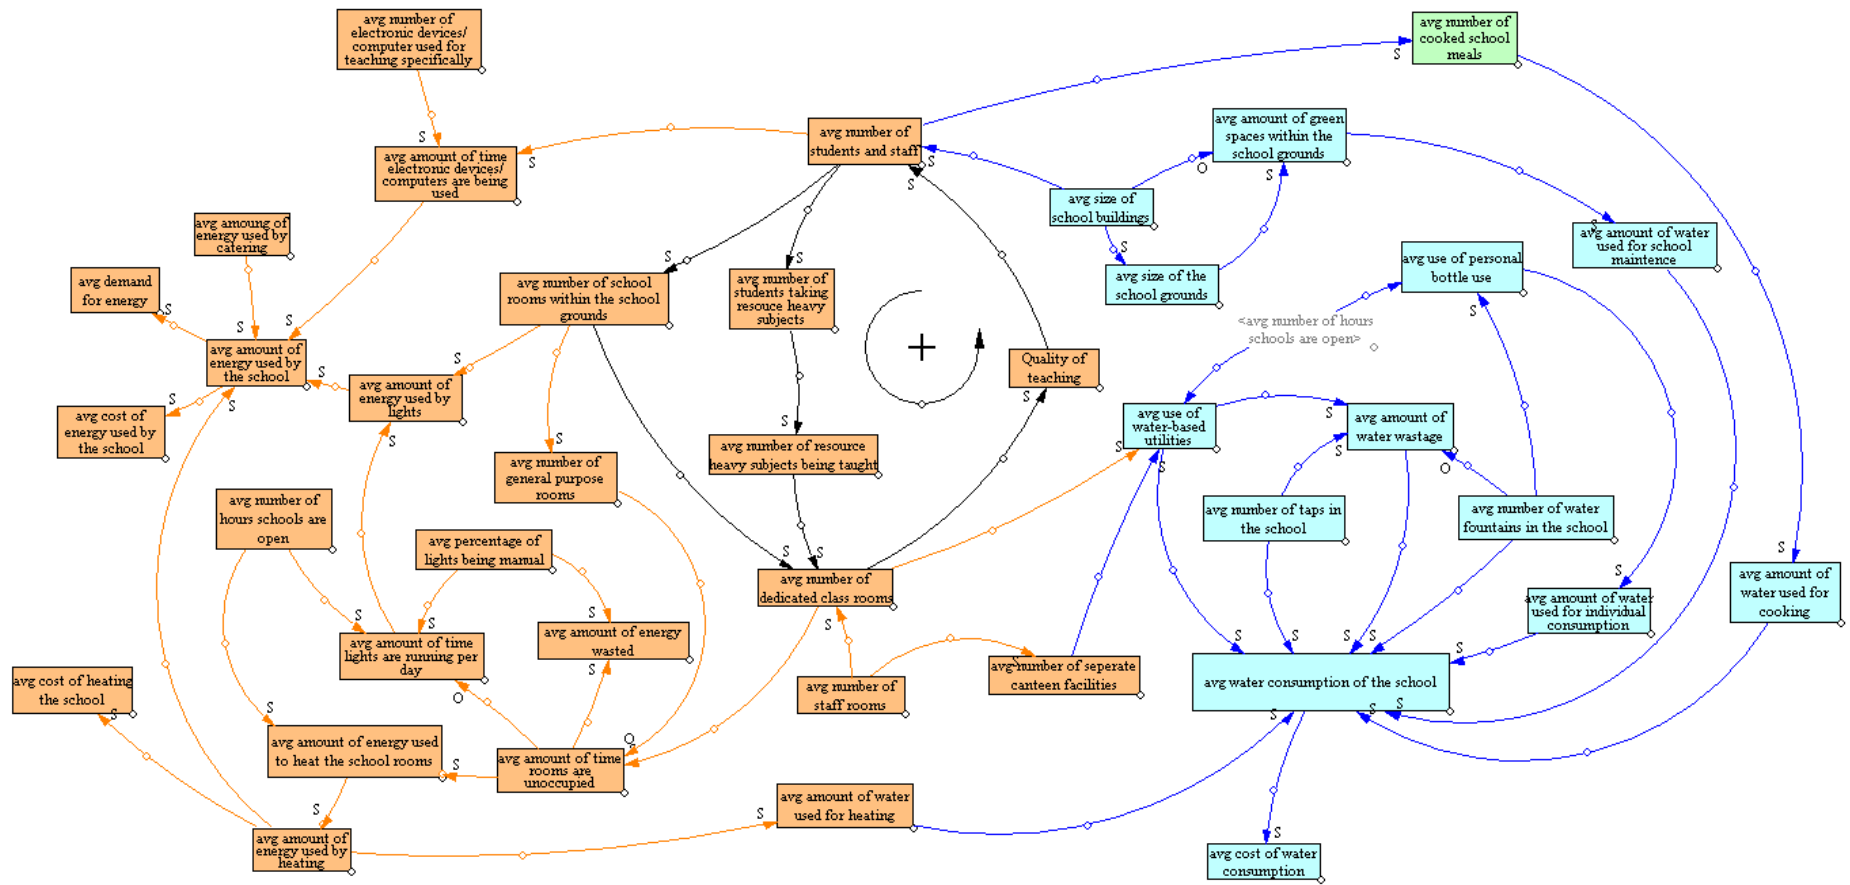 avg number of
electronic devices/
computer used for
teaching specifically
avg number of
cooked school
meals
S
avg number of
students and staff
S
S
avg amount of green
spaces within the
school grounds
O
S
S
avg amount of time
electronic devices/
computers are being
used
S
avg size of
school buildings
S
avg size of the
school grounds
avg amoung of
energy used by
catering
S
avg amount of water
used for school
maintence
S
avg use of personal
bottle use
S
avg demand
for energy
S
avg number of school
rooms within the school
grounds
S
avg number of
students taking
resouce heavy
subjects
S
Quality of
teaching
S
<avg number of hours
schools are open>
+
S
S
avg amount of
energy used by
the school
S
S
S
avg amount of
energy used by
lights
S
S
avg cost of
energy used by
the school
avg use of
water-based
utilities
S
S
avg amount of
water wastage
S
S
O
avg number of resource
heavy subjects being taught
S
avg number of
general purpose
rooms
S
avg number of
hours schools are
open
avg number of taps in
the school
avg number of water
fountains in the school
avg percentage of
lights being manual
S
S
avg number of
dedicated class rooms
S
S
avg amount of
water used for
cooking
S
avg amount of water
used for individual
consumption
S
S
avg amount of time
lights are running per
day
O
S
avg amount of energy
wasted
S
avg number of seperate
canteen facilities
avg number of
staff rooms
S
S
S
S
S
avg water consumption of the school
S
S
S
avg cost of heating
the school
S
S
avg amount of energy used
to heat the school rooms
S
O
avg amount of time
rooms are
unoccupied
S
avg amount of water
used for heating
S
avg amount of
energy used by
heating
S
avg cost of water
consumption